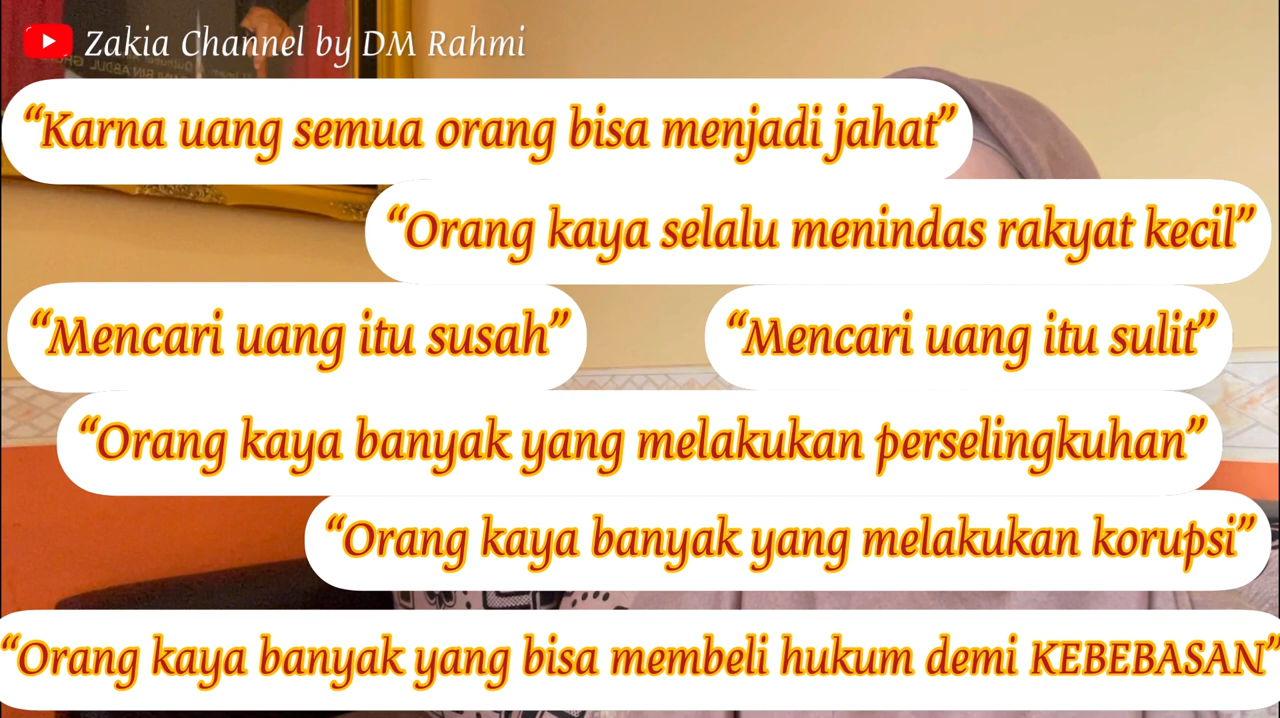 Zakia Channel by DM Rahmi
“Karna uang semua orang bisa menjadi jahat”
“Orang kaya selalu menindas rakyat kecil”
“Mencari uang itu susah”
“Mencari uang itu sulit”
“Orang kaya banyak yang melakukan perselingkuhan”
“Orang kaya banyak yang melakukan korupsi”
“Orang kaya banyak yang bisa membeli hukum demi KEBEBASAN”